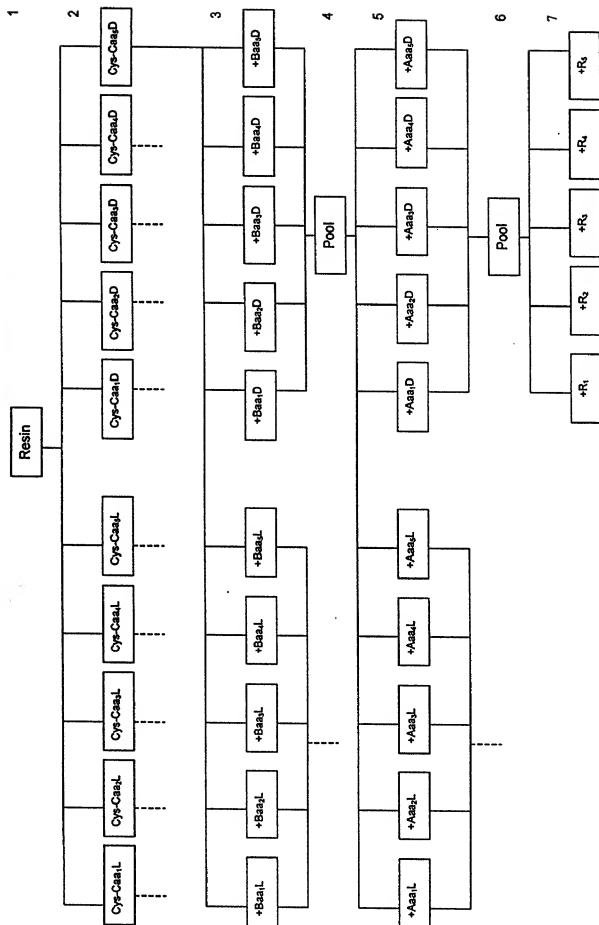 Resin 1
Cys-Caa₁L Cys-Caa₂L Cys-Caa₃L Cys-Caa₄L Cys-Caa₅L Cys-Caa₁D Cys-Caa₂D Cys-Caa₃D Cys-Caa₄D Cys-Caa₅D 2
+Baa₁L +Baa₂L +Baa₃L +Baa₄L +Baa₅L +Baa₁D +Baa₂D +Baa₃D +Baa₄D +Baa₅D 3
Pool 4
+Aaa₁L +Aaa₂L +Aaa₃L +Aaa₄L +Aaa₅L +Aaa₁D +Aaa₂D +Aaa₃D +Aaa₄D +Aaa₅D 5
Pool 6
+R₁ +R₂ +R₃ +R₄ +R₅ 7